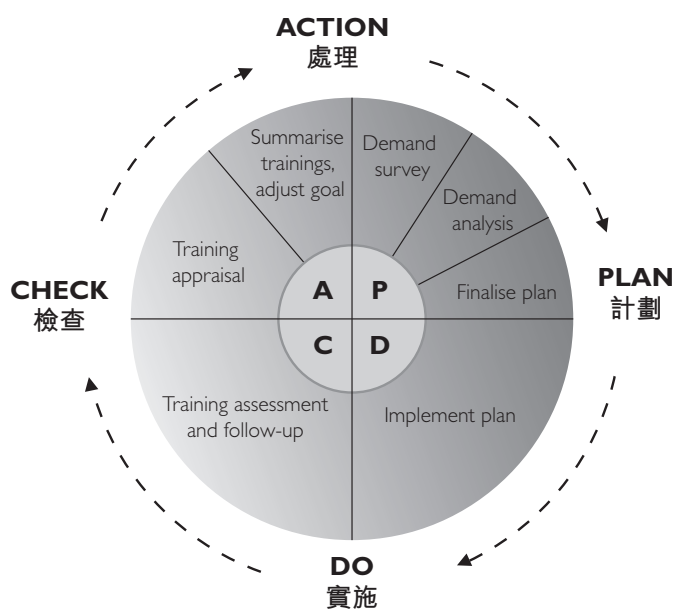 ACTION
處理
Summarise
trainings,
adjust goal
Demand
survey
Demand
analysis
Training
appraisal
Finalise plan
A
P
C
D
CHECK
檢查
PLAN
計劃
Training assessment
and follow-up
Implement plan
DO
實施